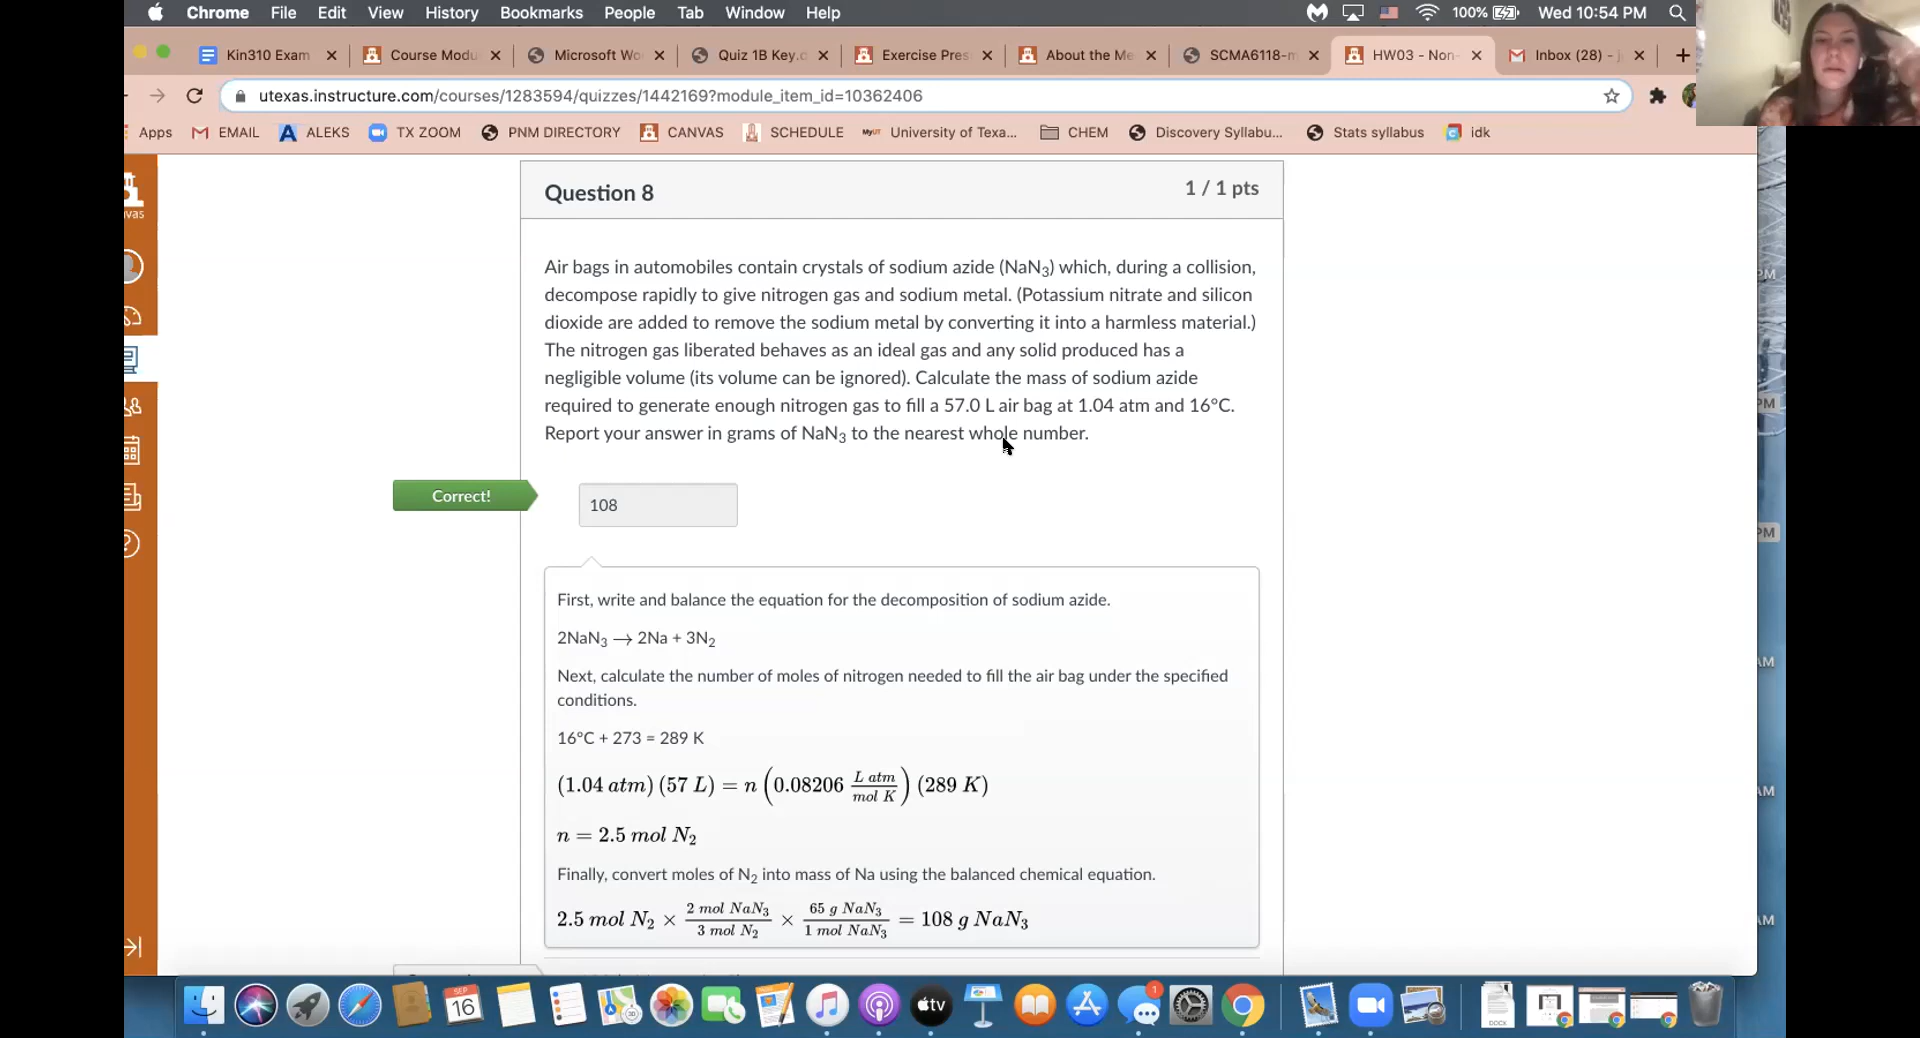 Chrome File Edit View History Bookmarks People Tab Window Help 100% Wed 10:54 PM
Kin310 Exam Course Modu Microsoft Wo Quiz 1B Key.d Exercise Pres About the Me SCMA6118-m HW03 - Non- Inbox (28) - j
utexas.instructure.com/courses/1283594/quizzes/1442169?module_item_id=10362406
Apps EMAIL ALEKS TX ZOOM PNM DIRECTORY CANVAS SCHEDULE MyUT University of Texa... CHEM Discovery Syllabu... Stats syllabus idk
vas
Question 8 1 / 1 pts
Air bags in automobiles contain crystals of sodium azide (NaN₃) which, during a collision,
decompose rapidly to give nitrogen gas and sodium metal. (Potassium nitrate and silicon
dioxide are added to remove the sodium metal by converting it into a harmless material.)
The nitrogen gas liberated behaves as an ideal gas and any solid produced has a
negligible volume (its volume can be ignored). Calculate the mass of sodium azide
required to generate enough nitrogen gas to fill a 57.0 L air bag at 1.04 atm and 16°C.
Report your answer in grams of NaN₃ to the nearest whole number.
Correct! 108
First, write and balance the equation for the decomposition of sodium azide.
2NaN₃ → 2Na + 3N₂
Next, calculate the number of moles of nitrogen needed to fill the air bag under the specified
conditions.
16°C + 273 = 289 K
(1.04 atm) (57 L) = n (0.08206 L atm / mol K) (289 K)
n = 2.5 mol N₂
Finally, convert moles of N₂ into mass of Na using the balanced chemical equation.
2.5 mol N₂ × 2 mol NaN₃ / 3 mol N₂ × 65 g NaN₃ / 1 mol NaN₃ = 108 g NaN₃
PM
PM
PM
AM
AM
AM
SEP
16
tv
1
DOCX